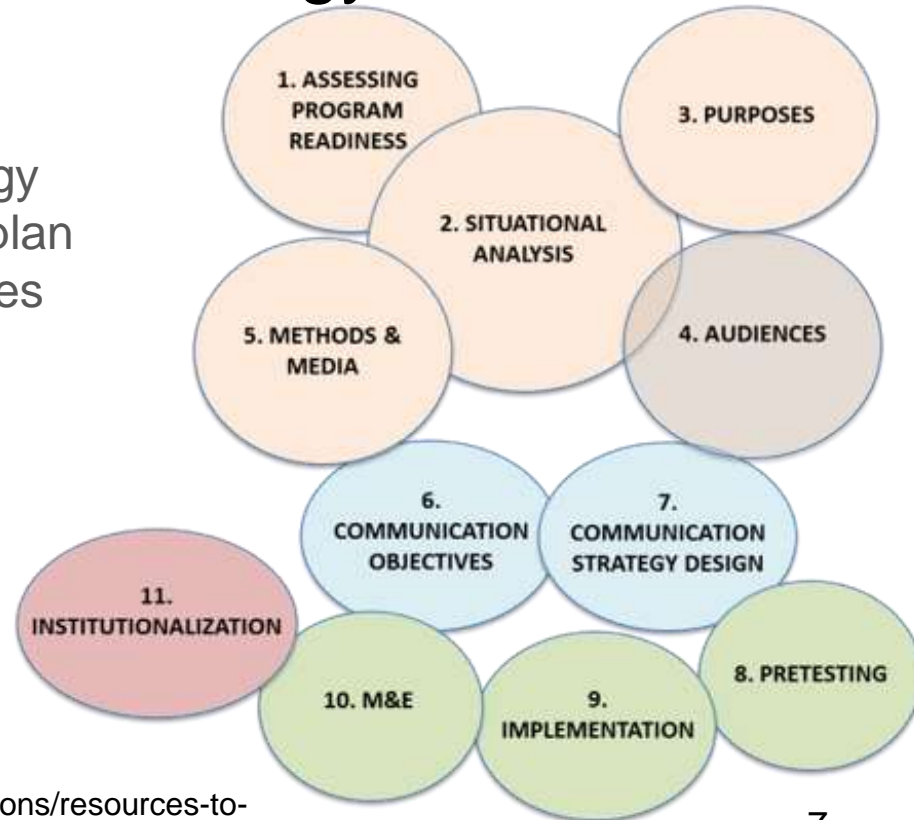 gy
1. ASSESSING
PROGRAM
READINESS
3. PURPOSES
gy
plan
es
2. SITUATIONAL
ANALYSIS
5. METHODS &
MEDIA
4. AUDIENCES
6.
COMMUNICATION
OBJECTIVES
7.
COMMUNICATION
STRATEGY DESIGN
11.
INSTITUTIONALIZATION
10. M&E
9.
IMPLEMENTATION
8. PRETESTING
ons/resources-to-